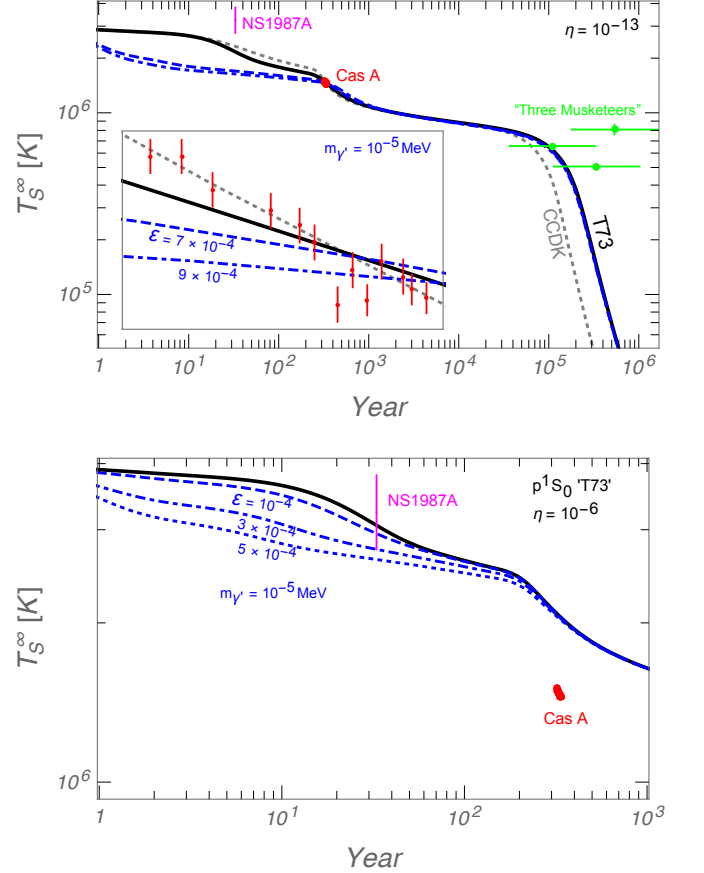 NS1987A
η = 10⁻¹³
Cas A
"Three Musketeers"
m_γ' = 10⁻⁵ MeV
ε = 7 × 10⁻⁴
9 × 10⁻⁴
CCDK
T73
10⁶
10⁵
T_S^∞ [K]
1 10¹ 10² 10³ 10⁴ 10⁵ 10⁶
Year
p¹S₀ 'T73'
η = 10⁻⁶
NS1987A
ε = 10⁻⁴
3 × 10⁻⁴
5 × 10⁻⁴
m_γ' = 10⁻⁵ MeV
T_S^∞ [K]
Cas A
10⁶
1 10¹ 10² 10³
Year